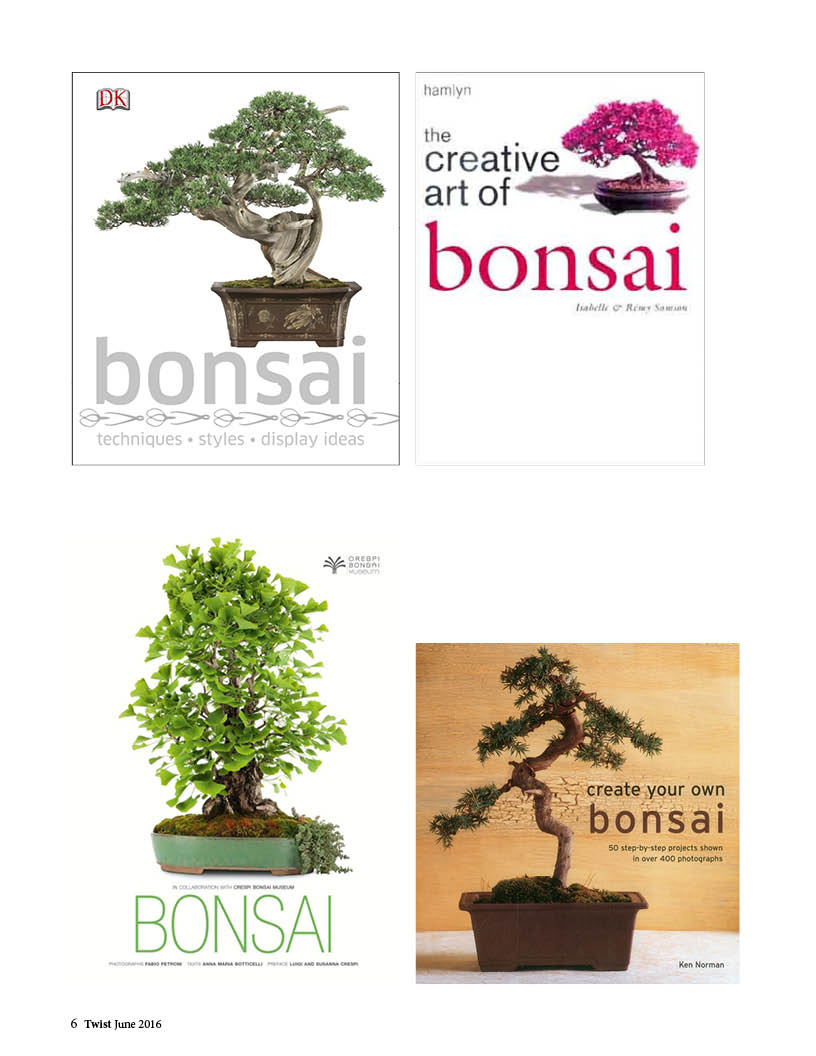 DK
bonsai
techniques • styles • display ideas
hamlyn
the
creative
art of
bonsai
Isabelle & Rémy Samson
CRESPI
BONSAI
MUSEUM
IN COLLABORATION WITH CRESPI BONSAI MUSEUM
BONSAI
PHOTOGRAPHS FABIO PETRONI TEXTS ANNA MARIA BOTTICELLI PREFACE LUIGI AND SUSANNA CRESPI
create your own
bonsai
50 step-by-step projects shown
in over 400 photographs
Ken Norman
6 Twist June 2016